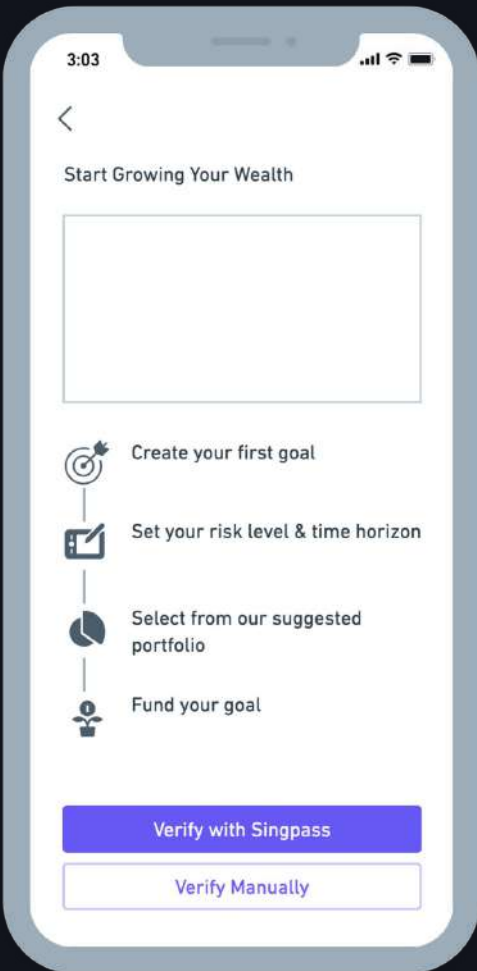 3:03
Start Growing Your Wealth
Create your first goal
Set your risk level & time horizon
Select from our suggested
portfolio
Fund your goal
Verify with Singpass
Verify Manually